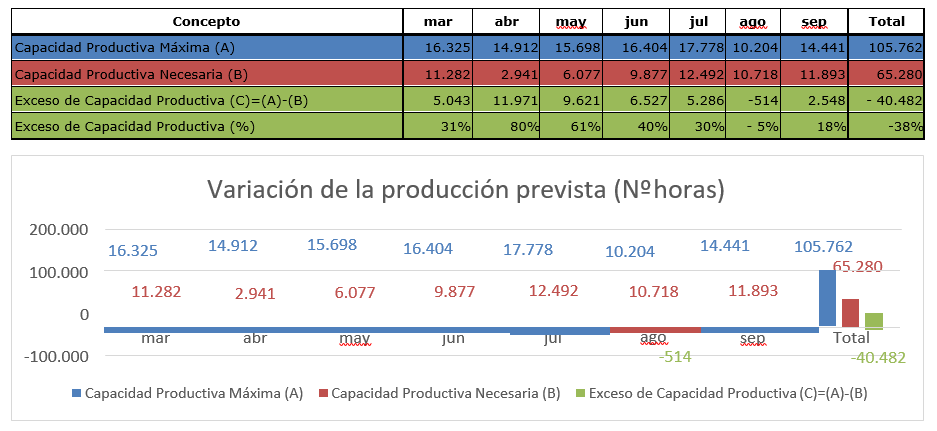 Concepto mar abr may jun jul ago sep Total
Capacidad Productiva Máxima (A) 16.325 14.912 15.698 16.404 17.778 10.204 14.441 105.762
Capacidad Productiva Necesaria (B) 11.282 2.941 6.077 9.877 12.492 10.718 11.893 65.280
Exceso de Capacidad Productiva (C)=(A)-(B) 5.043 11.971 9.621 6.527 5.286 -514 2.548 - 40.482
Exceso de Capacidad Productiva (%) 31% 80% 61% 40% 30% - 5% 18% -38%
Variación de la producción prevista (Nºhoras)
200.000
16.325 14.912 15.698 16.404 17.778 10.204 14.441 105.762
100.000 65.280
11.282 2.941 6.077 9.877 12.492 10.718 11.893
0
mar abr may jun jul ago sep Total
-100.000 -514 -40.482
Capacidad Productiva Máxima (A) Capacidad Productiva Necesaria (B) Exceso de Capacidad Productiva (C)=(A)-(B)